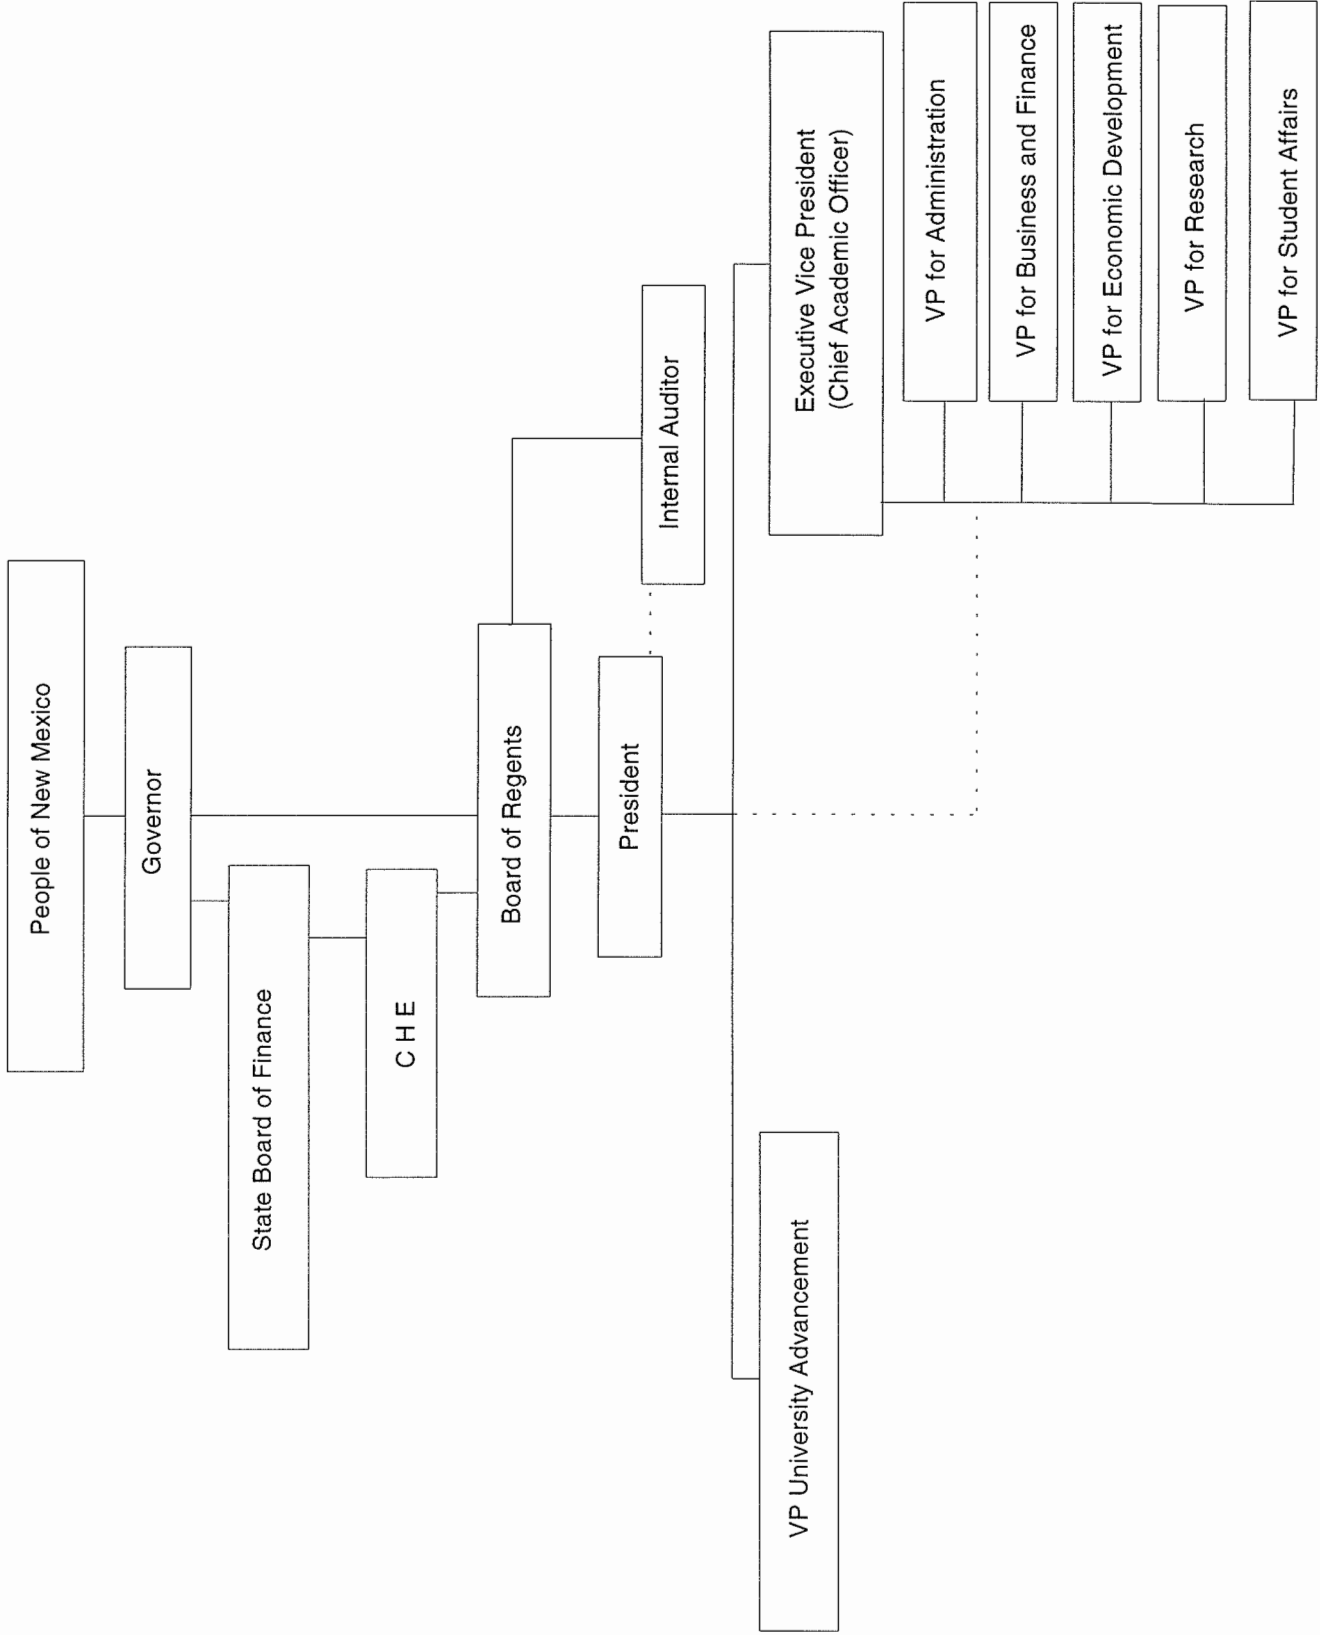 People of New Mexico
Governor
State Board of Finance
C H E
Board of Regents
Internal Auditor
President
VP University Advancement
Executive Vice President
(Chief Academic Officer)
VP for Administration
VP for Business and Finance
VP for Economic Development
VP for Research
VP for Student Affairs